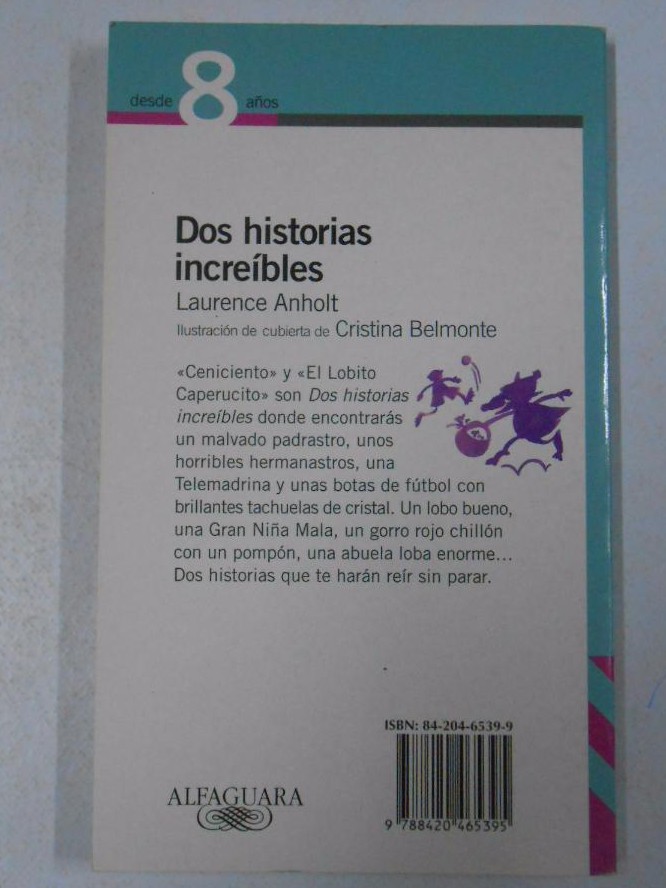 desde 8 años
Dos historias
increíbles
Laurence Anholt
Ilustración de cubierta de Cristina Belmonte
«Ceniciento» y «El Lobito
Caperucito» son Dos historias
increíbles donde encontrarás
un malvado padrastro, unos
horribles hermanastros, una
Telemadrina y unas botas de fútbol con
brillantes tachuelas de cristal. Un lobo bueno,
una Gran Niña Mala, un gorro rojo chillón
con un pompón, una abuela loba enorme...
Dos historias que te harán reír sin parar.
ISBN: 84-204-6539-9
ALFAGUARA
9 788420 465395